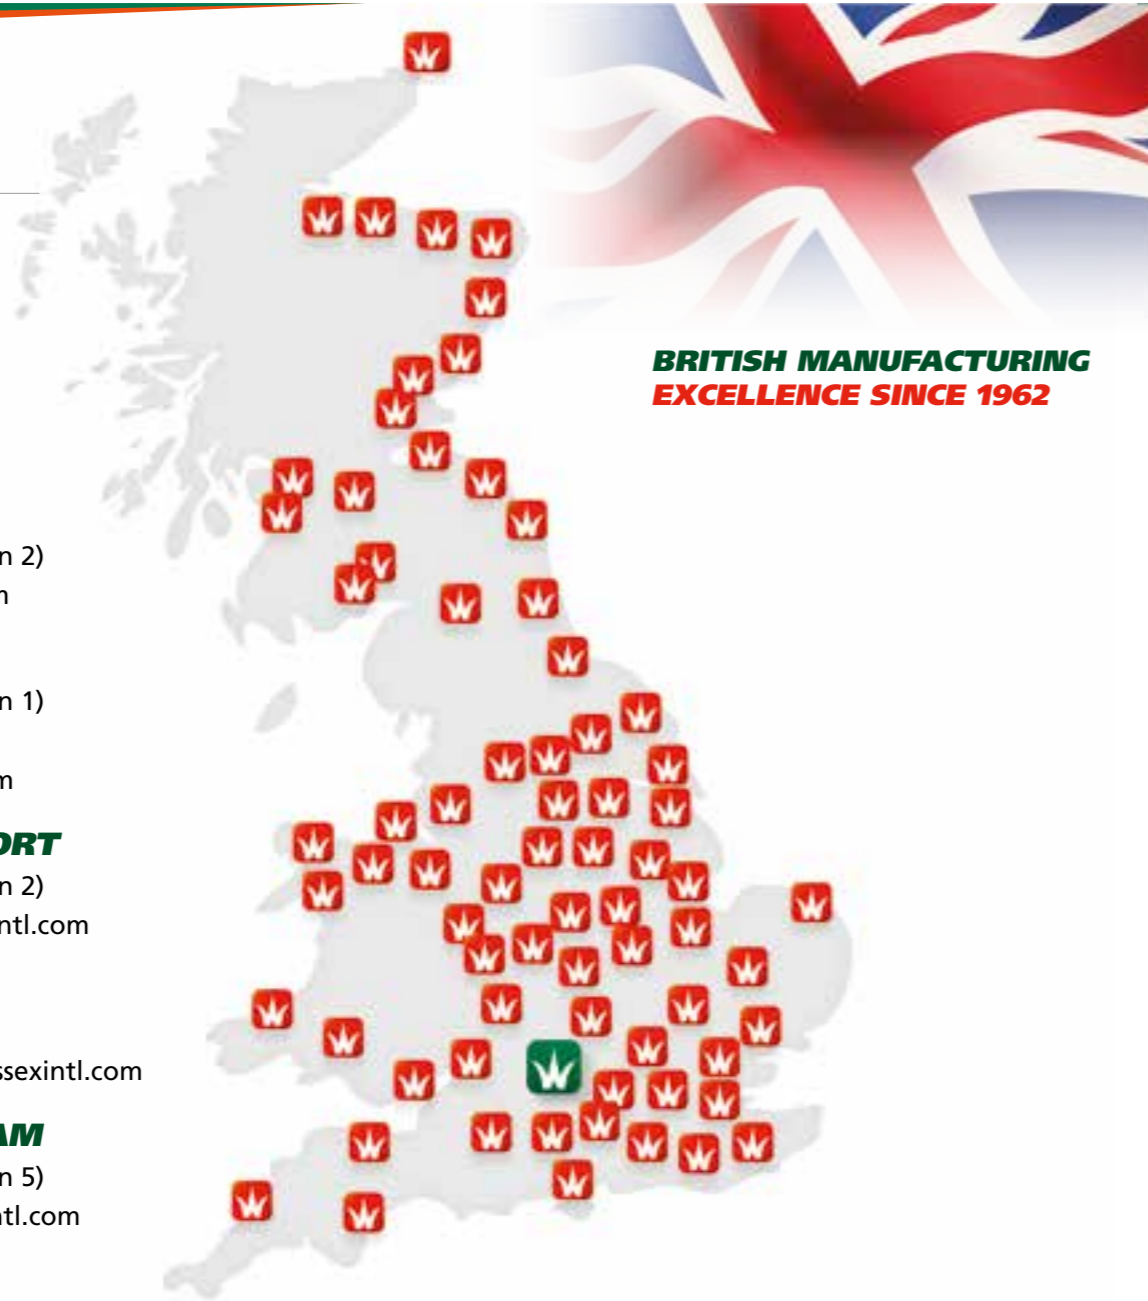 BRITISH MANUFACTURING
EXCELLENCE SINCE 1962
n 2)
n 1)
m
ORT
n 2)
ntl.com
ssexintl.com
AM
n 5)
ntl.com